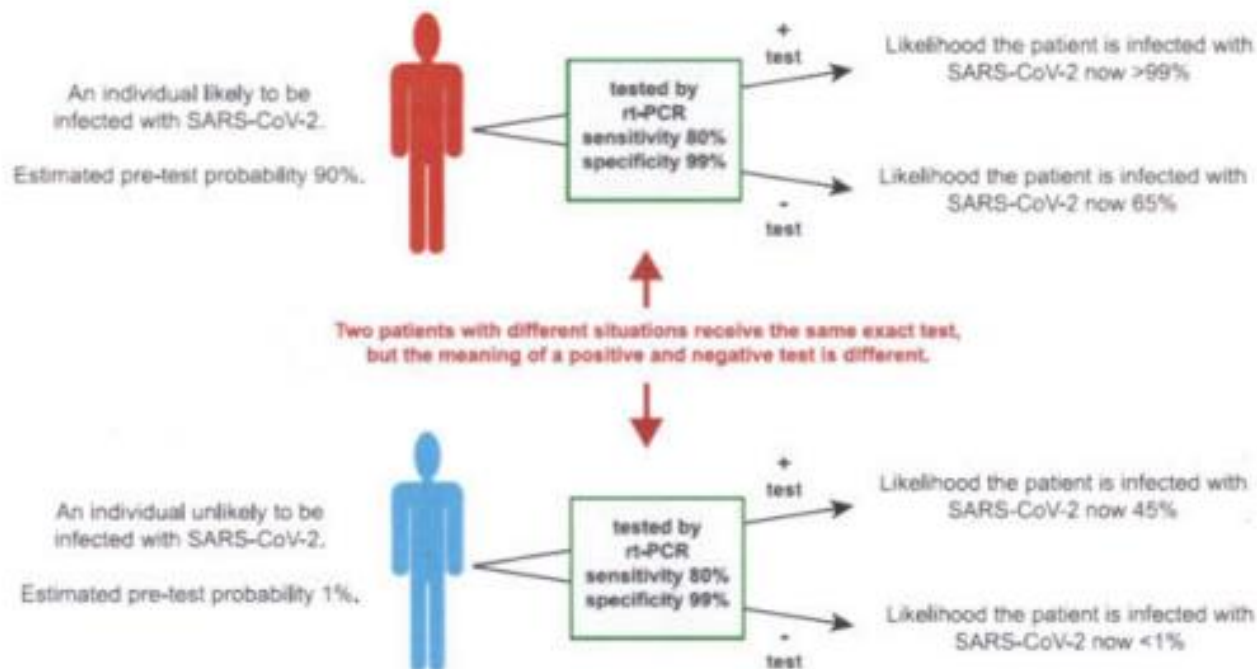 An individual likely to be
infected with SARS-CoV-2.
Estimated pre-test probability 90%.
tested by
rt-PCR
sensitivity 80%
specificity 99%
+
test
Likelihood the patient is infected with
SARS-CoV-2 now >99%
-
test
Likelihood the patient is infected with
SARS-CoV-2 now 65%
Two patients with different situations receive the same exact test,
but the meaning of a positive and negative test is different.
An individual unlikely to be
infected with SARS-CoV-2.
Estimated pre-test probability 1%.
tested by
rt-PCR
sensitivity 80%
specificity 99%
+
test
Likelihood the patient is infected with
SARS-CoV-2 now 45%
-
test
Likelihood the patient is infected with
SARS-CoV-2 now <1%